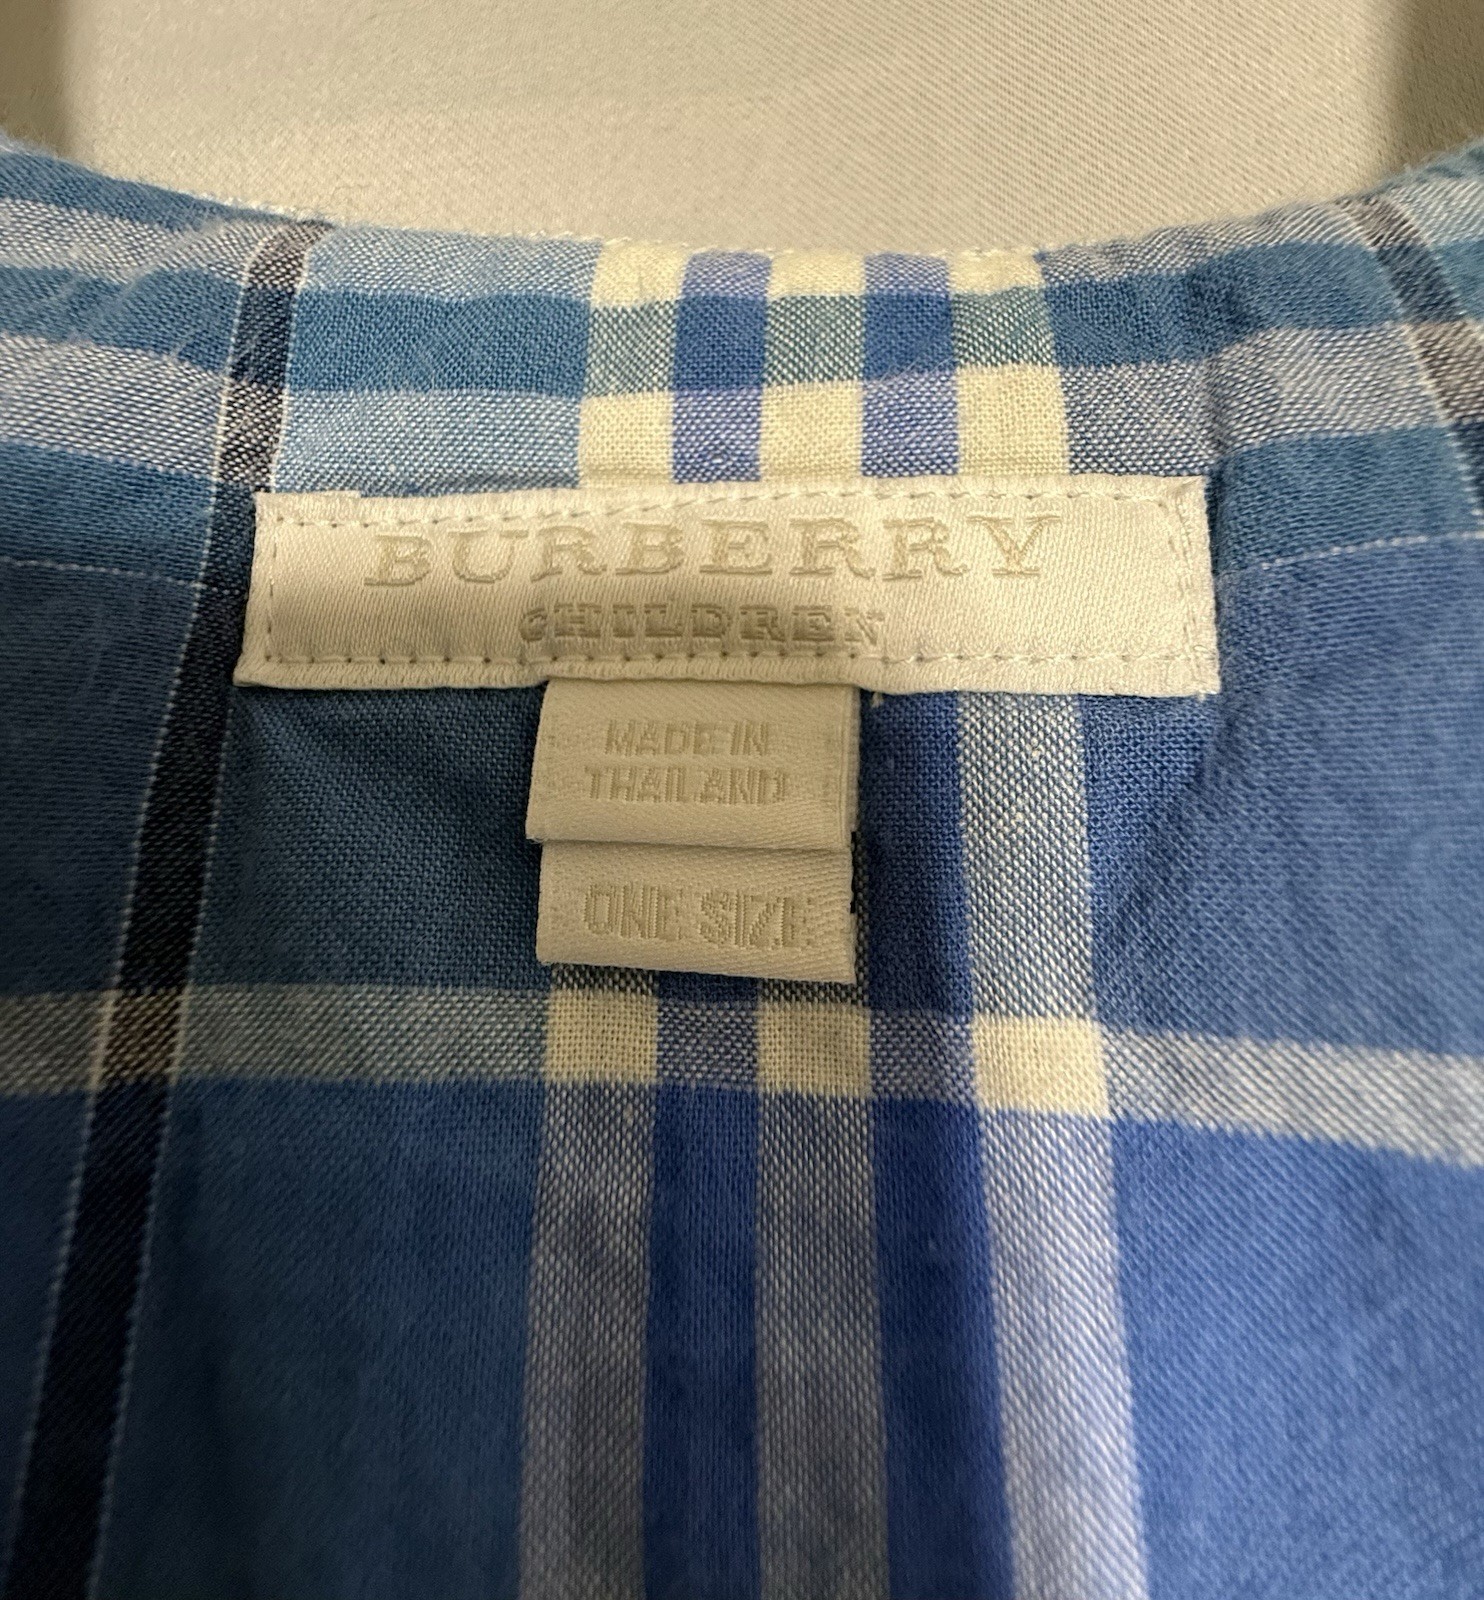 BURBERRY
CHILDREN
MADE IN
THAILAND
ONE SIZE